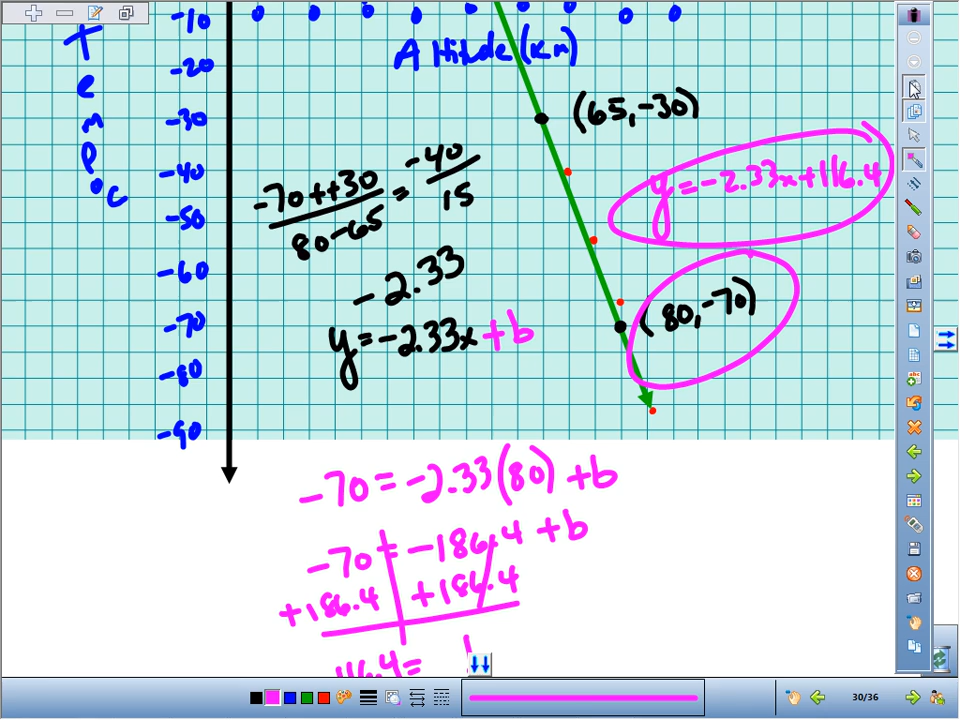 -10
Temp °C
Altitude (Km)
-20
-30
-40
-50
-60
-70
-80
-90
(65,-30)
y=-2.33x+116.4
(80,-70)
-70++30 = -40
80-65 15
-2.33
y=-2.33x+b
-70=-2.33(80)+b
-70=-186.4+b
+186.4 +186.4
30/36